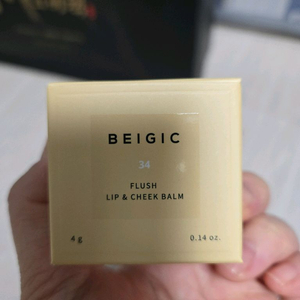 BEIGIC
34
FLUSH
LIP & CHEEK BALM
4 g 0.14 oz.